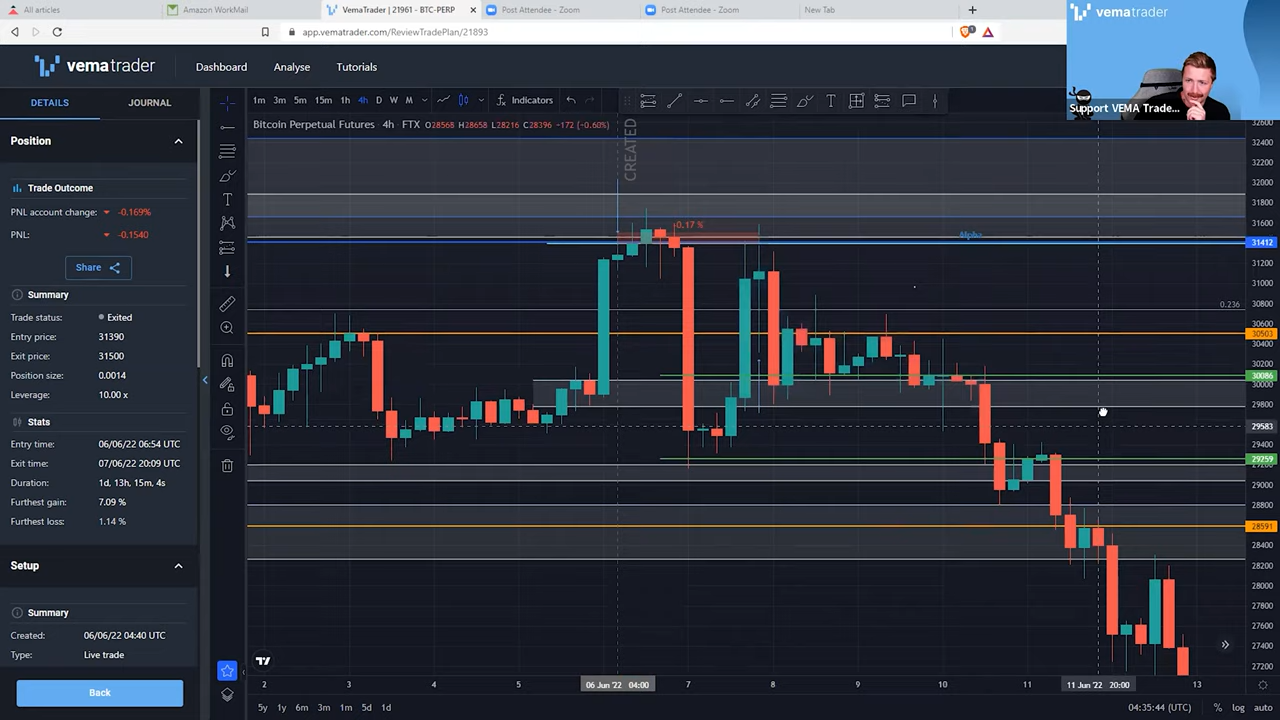 All articles
Amazon WorkMail
VemaTrader | 21961 - BTC-PERP
Post Attendee - Zoom
Post Attendee - Zoom
New Tab
app.vematrader.com/ReviewTradePlan/21893
vematrader
Support VEMA Trade...
vematrader
Dashboard
Analyse
Tutorials
DETAILS
JOURNAL
1m 3m 5m 15m 1h 4h D W M
Indicators
Bitcoin Perpetual Futures · 4h · FTX O28568 H28658 L28216 C28396 -172 (-0.60%)
Position
Trade Outcome
PNL account change: -0.169%
PNL: -0.1540
Share
Summary
Trade status: Exited
Entry price: 31390
Exit price: 31500
Position size: 0.0014
Leverage: 10.00 x
Stats
Entry time: 06/06/22 06:54 UTC
Exit time: 07/06/22 20:09 UTC
Duration: 1d, 13h, 15m, 4s
Furthest gain: 7.09 %
Furthest loss: 1.14 %
Setup
Summary
Created: 06/06/22 04:40 UTC
Type: Live trade
Back
CREATED
-0.17 %
Alpha
0.236
32600
32400
32200
32000
31800
31600
31412
31200
31000
30800
30600
30503
30400
30086
30000
29800
29583
29400
29259
29200
29000
28800
28591
28400
28200
28000
27800
27600
27400
27200
2 3 4 5 06 Jun '22 04:00 7 8 9 10 11 11 Jun '22 20:00 13
5y 1y 6m 3m 1m 5d 1d
04:35:44 (UTC) % log auto